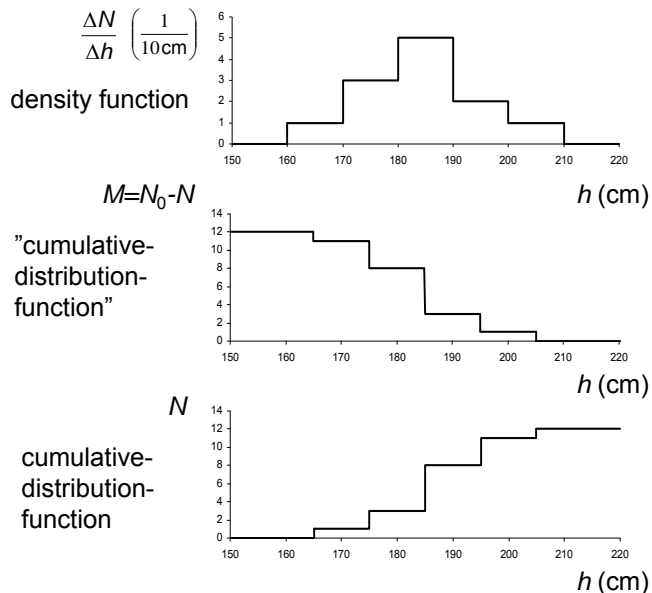 ΔN/Δh (1/10 cm)
density function
6
5
4
3
2
1
0
150 160 170 180 190 200 210 220
h (cm)
M=N₀-N
”cumulative-
distribution-
function”
14
12
10
8
6
4
2
0
150 160 170 180 190 200 210 220
h (cm)
N
cumulative-
distribution-
function
14
12
10
8
6
4
2
0
150 160 170 180 190 200 210 220
h (cm)